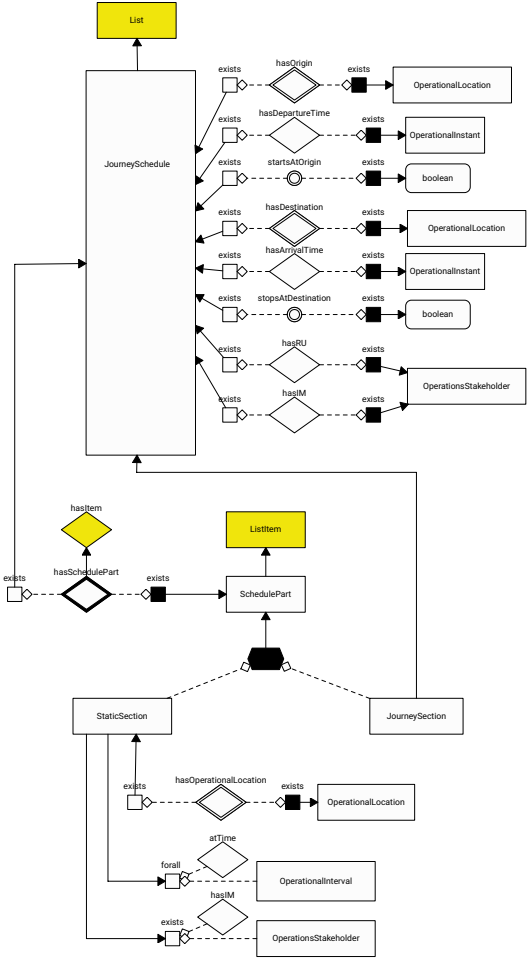 List
hasOrigin
exists
exists
OperationalLocation
hasDepartureTime
exists
exists
OperationalInstant
JourneySchedule
startsAtOrigin
exists
exists
boolean
hasDestination
exists
exists
OperationalLocation
hasArrivalTime
exists
exists
OperationalInstant
stopsAtDestination
exists
exists
boolean
hasRU
exists
exists
OperationsStakeholder
hasIM
exists
exists
hasItem
ListItem
hasSchedulePart
exists
exists
SchedulePart
StaticSection
JourneySection
hasOperationalLocation
exists
exists
OperationalLocation
atTime
forall
OperationalInterval
hasIM
exists
OperationsStakeholder